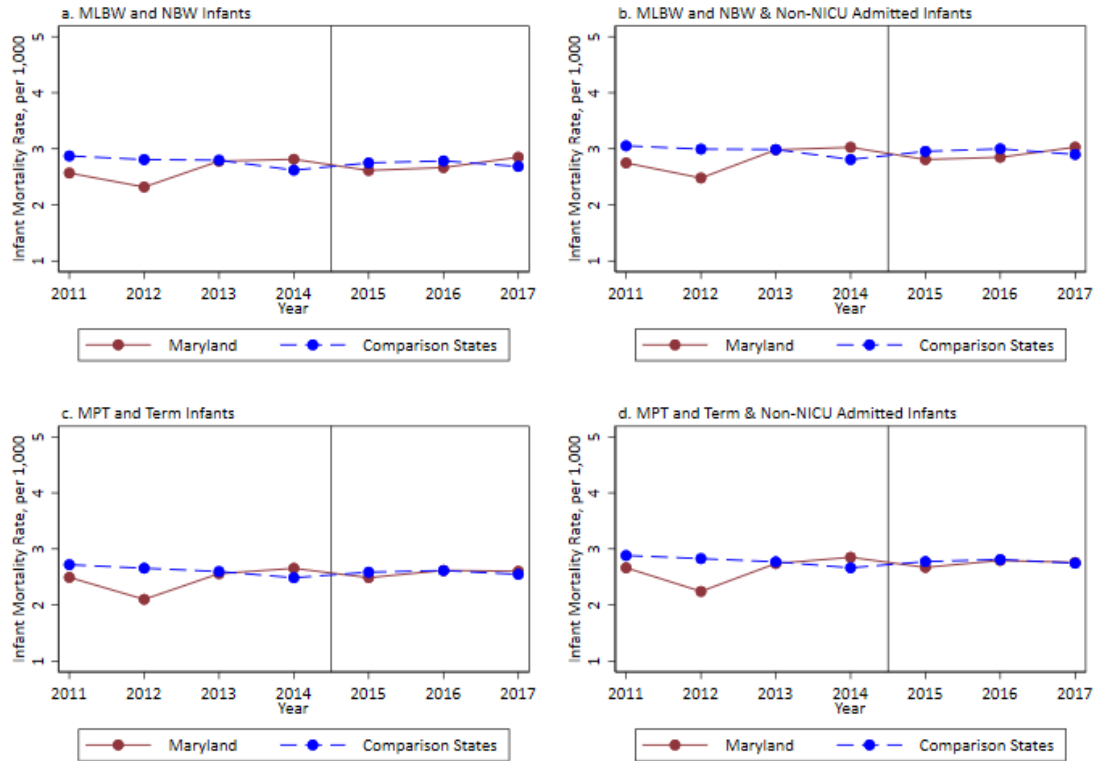 a. MLBW and NBW Infants
Infant Mortality Rate, per 1,000
5
4
3
2
1
2011 2012 2013 2014 2015 2016 2017
Year
Maryland Comparison States
b. MLBW and NBW & Non-NICU Admitted Infants
Infant Mortality Rate, per 1,000
5
4
3
2
1
2011 2012 2013 2014 2015 2016 2017
Year
Maryland Comparison States
c. MPT and Term Infants
Infant Mortality Rate, per 1,000
5
4
3
2
1
2011 2012 2013 2014 2015 2016 2017
Year
Maryland Comparison States
d. MPT and Term & Non-NICU Admitted Infants
Infant Mortality Rate, per 1,000
5
4
3
2
1
2011 2012 2013 2014 2015 2016 2017
Year
Maryland Comparison States